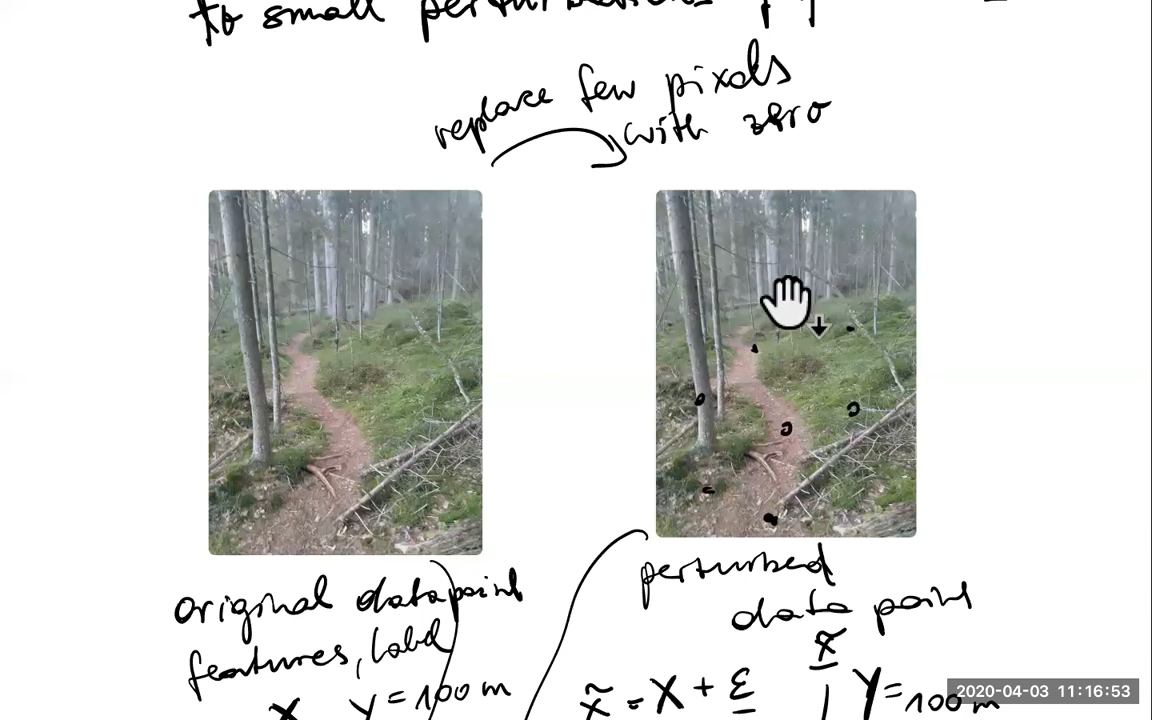 to small perturbations
replace few pixels
with zero
original datapoint
features, label
X y = 100 m
perturbed
data point
x̃
x̃ = X + ε y = 100 m
2020-04-03 11:16:53